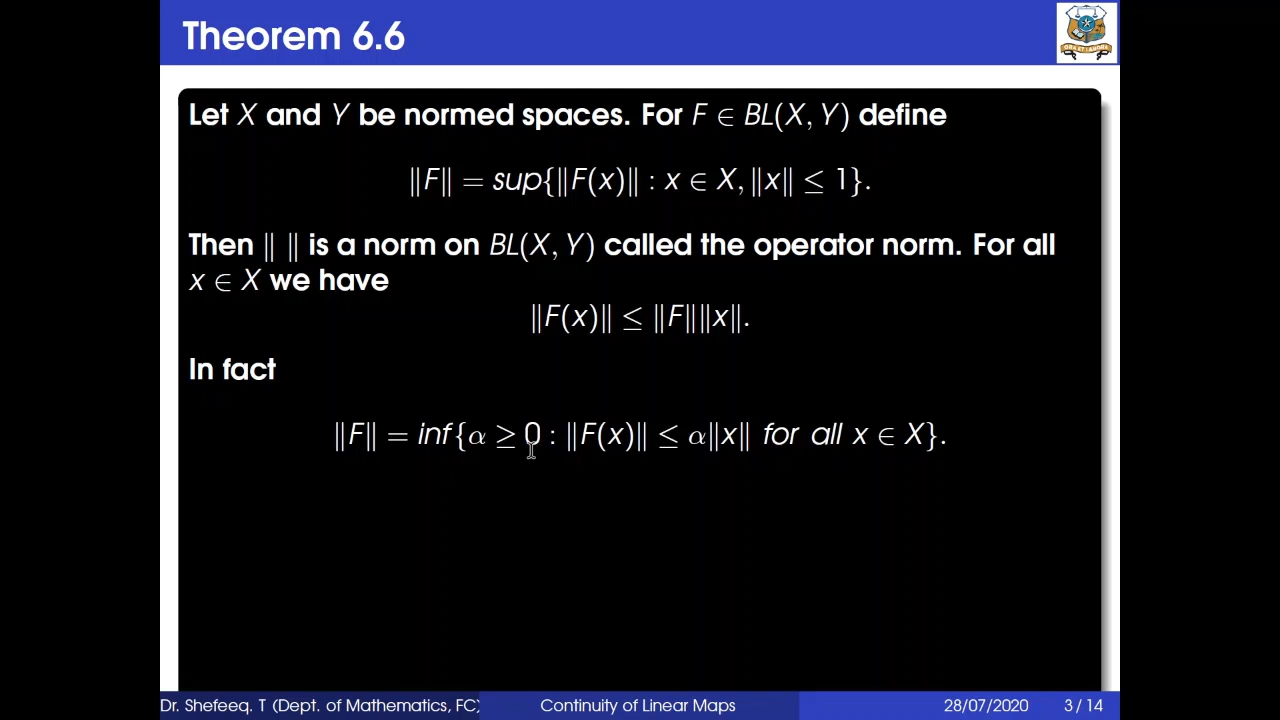 Theorem 6.6
Let X and Y be normed spaces. For F ∈ BL(X, Y) define
‖F‖ = sup{‖F(x)‖ : x ∈ X, ‖x‖ ≤ 1}.
Then ‖ ‖ is a norm on BL(X, Y) called the operator norm. For all
x ∈ X we have
‖F(x)‖ ≤ ‖F‖‖x‖.
In fact
‖F‖ = inf{α ≥ 0 : ‖F(x)‖ ≤ α‖x‖ for all x ∈ X}.
Dr. Shefeeq. T (Dept. of Mathematics, FC) Continuity of Linear Maps 28/07/2020 3 / 14